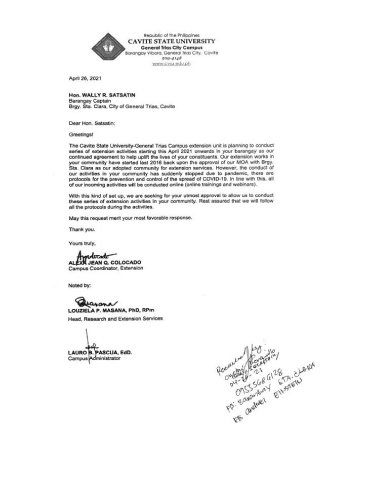 Republic of the Philippines
CAVITE STATE UNIVERSITY
General Trias City Campus
Barangay Vibora, General Trias City, Cavite
www.cvsu.edu.ph
April 26, 2021
Hon. WALLY R. SATSATIN
Barangay Captain
Brgy. Sta. Clara, City of General Trias, Cavite
Dear Hon. Satsatin:
Greetings!
The Cavite State University-General Trias Campus extension unit is planning to conduct
series of extension activities starting this April 2021 onwards in your barangay as our
continued agreement to help uplift the lives of your constituents. Our extension works in
your community have started last 2018 back upon the approval of our MOA with Brgy.
Sta. Clara as our adopted community for extension services. However, the conduct of
our activities in your community has suddenly stopped due to pandemic, there are
protocols for the prevention and control of the spread of COVID-19. In line with this, all
of our incoming activities will be conducted online (online trainings and webinars).
With this kind of set up, we are seeking for your utmost approval to allow us to conduct
these series of extension activities in your community. Rest assured that we will follow
all the protocols during the activities.
May this request merit your most favorable response.
Thank you.
Yours truly,
JEAN Q. COLOCADO
Campus Coordinator, Extension
Noted by:
LOUZIELA P. MASANA, PhD, RPm
Head, Research and Extension Services
LAURO B. PASCUA, EdD.
Campus Administrator
Received by:
FB: Barangay STA. CLARA
FB: